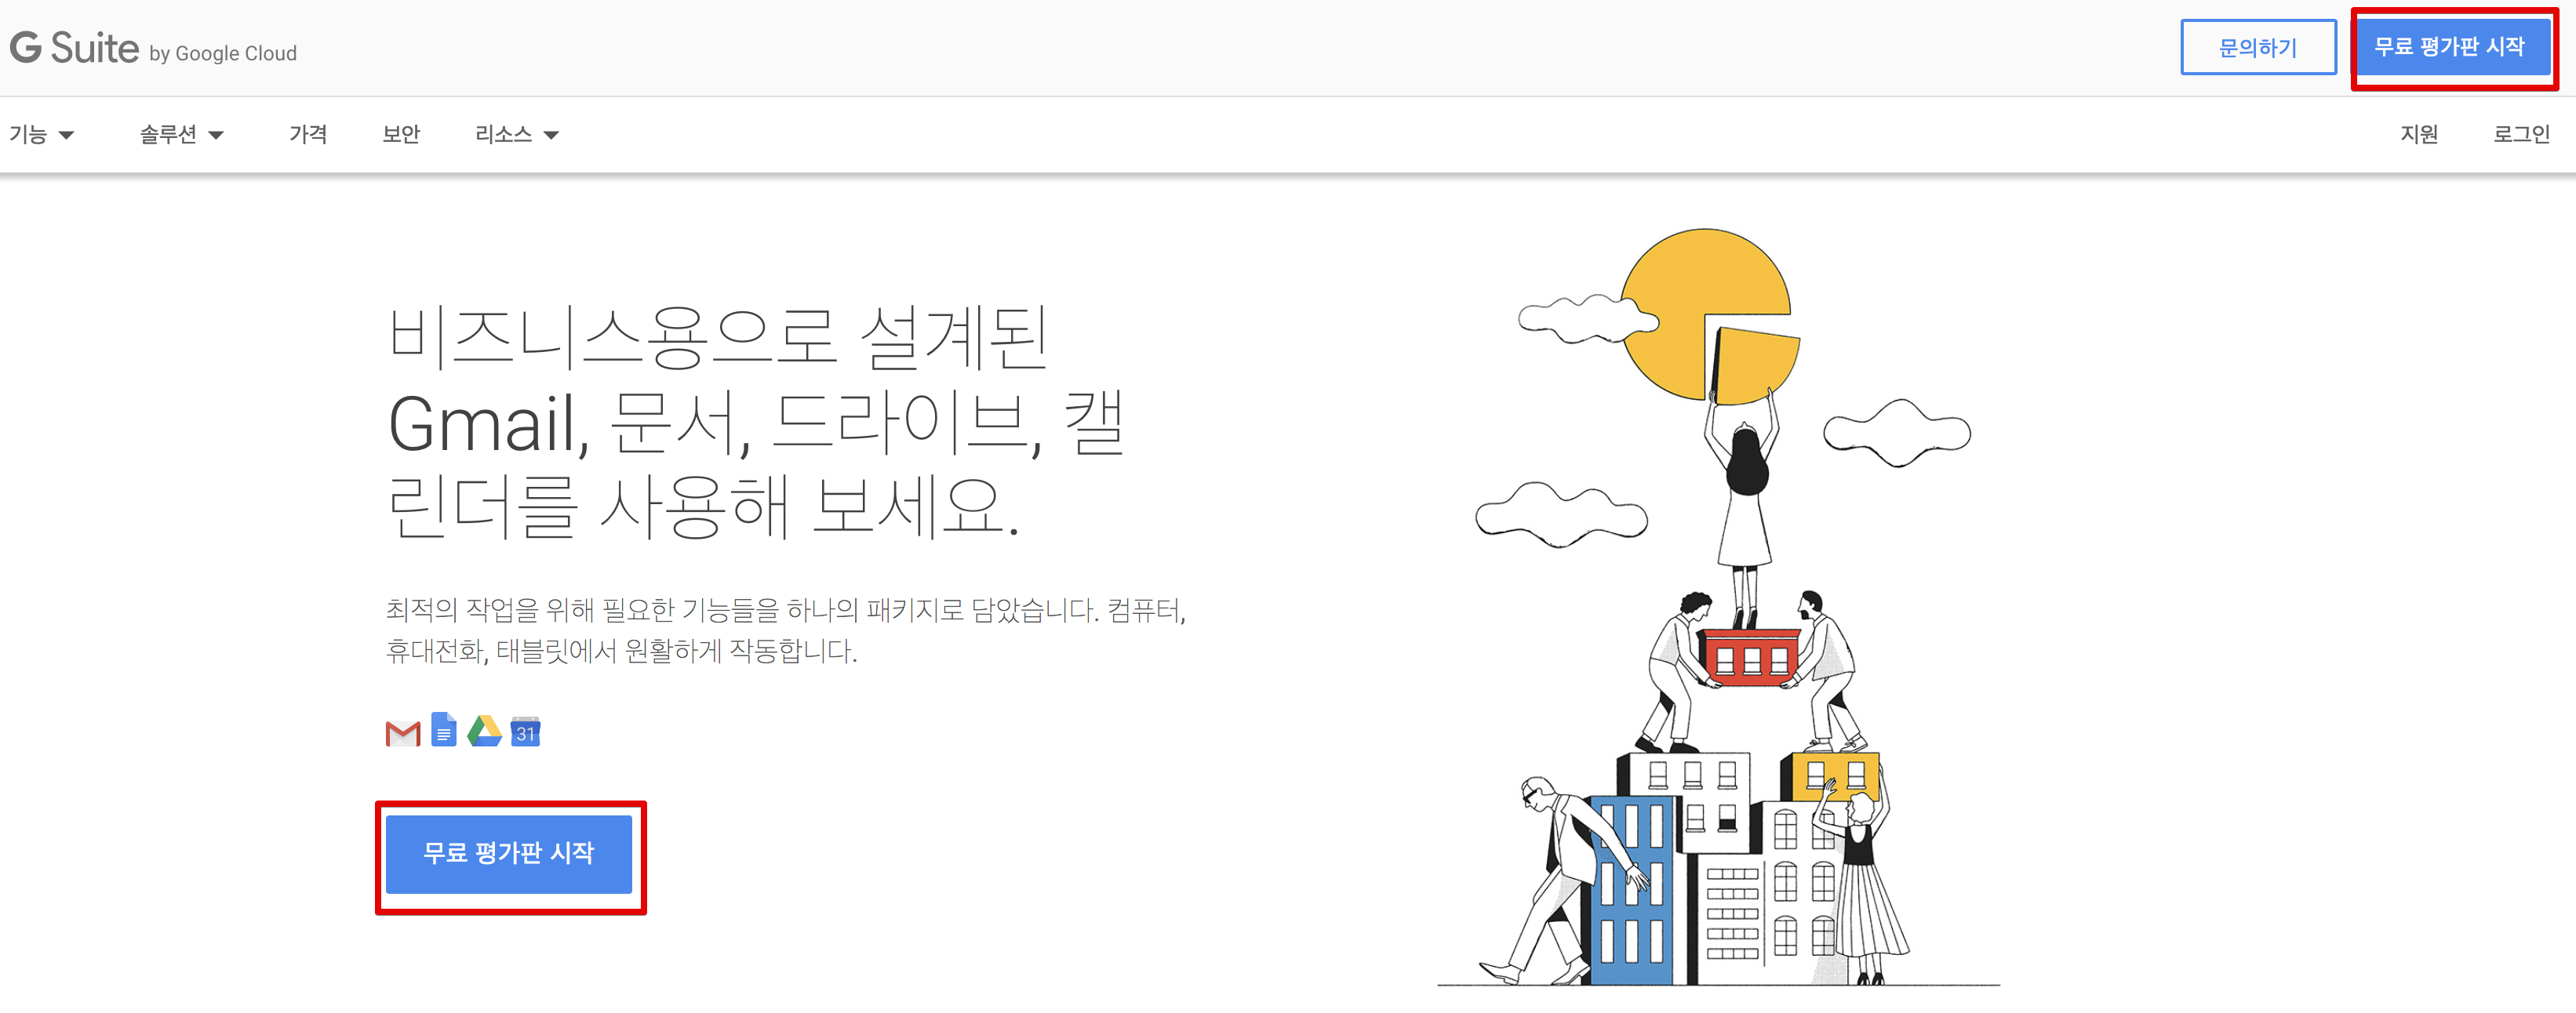 G Suite by Google Cloud
문의하기
무료 평가판 시작
기능
솔루션
가격
보안
리소스
지원
로그인
비즈니스용으로 설계된
Gmail, 문서, 드라이브, 캘
린더를 사용해 보세요.
최적의 작업을 위해 필요한 기능들을 하나의 패키지로 담았습니다. 컴퓨터,
휴대전화, 태블릿에서 원활하게 작동합니다.
31
무료 평가판 시작